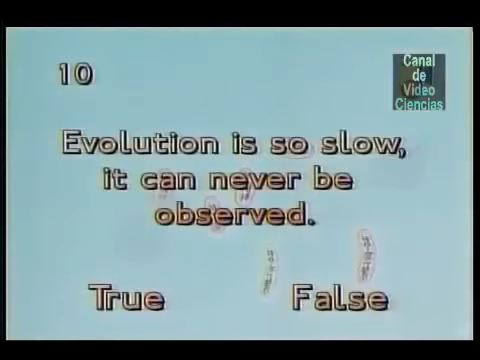 10
Canal
de
Video
Ciencias
Evolution is so slow,
it can never be
observed.
True False